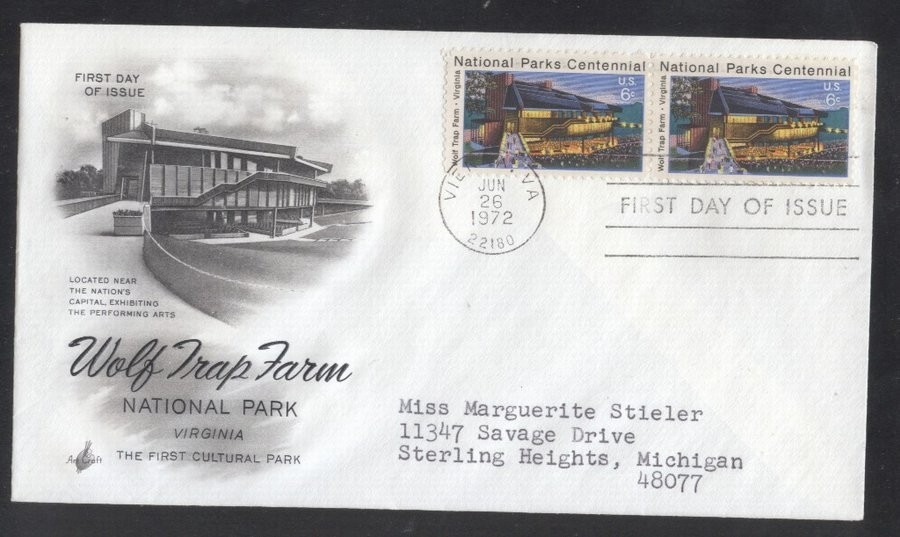 FIRST DAY
OF ISSUE
LOCATED NEAR
THE NATION'S
CAPITAL, EXHIBITING
THE PERFORMING ARTS
Wolf Trap Farm
NATIONAL PARK
VIRGINIA
THE FIRST CULTURAL PARK
ArtCraft
National Parks Centennial
Wolf Trap Farm · Virginia
U.S.
6c
National Parks Centennial
Wolf Trap Farm · Virginia
U.S.
6c
VA
JUN
26
1972
22180
FIRST DAY OF ISSUE
Miss Marguerite Stieler
11347 Savage Drive
Sterling Heights, Michigan
48077